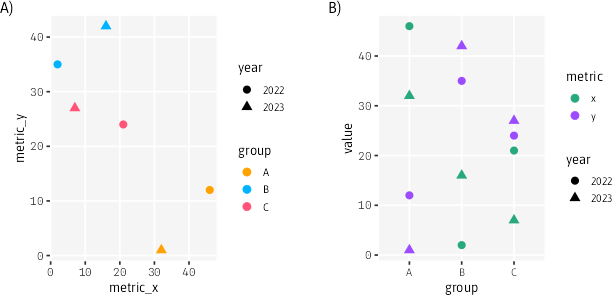 A)
metric_y
40
30
20
10
0
0 10 20 30 40
metric_x
year
2022
2023
group
A
B
C
B)
value
40
30
20
10
0
A B C
group
metric
x
y
year
2022
2023